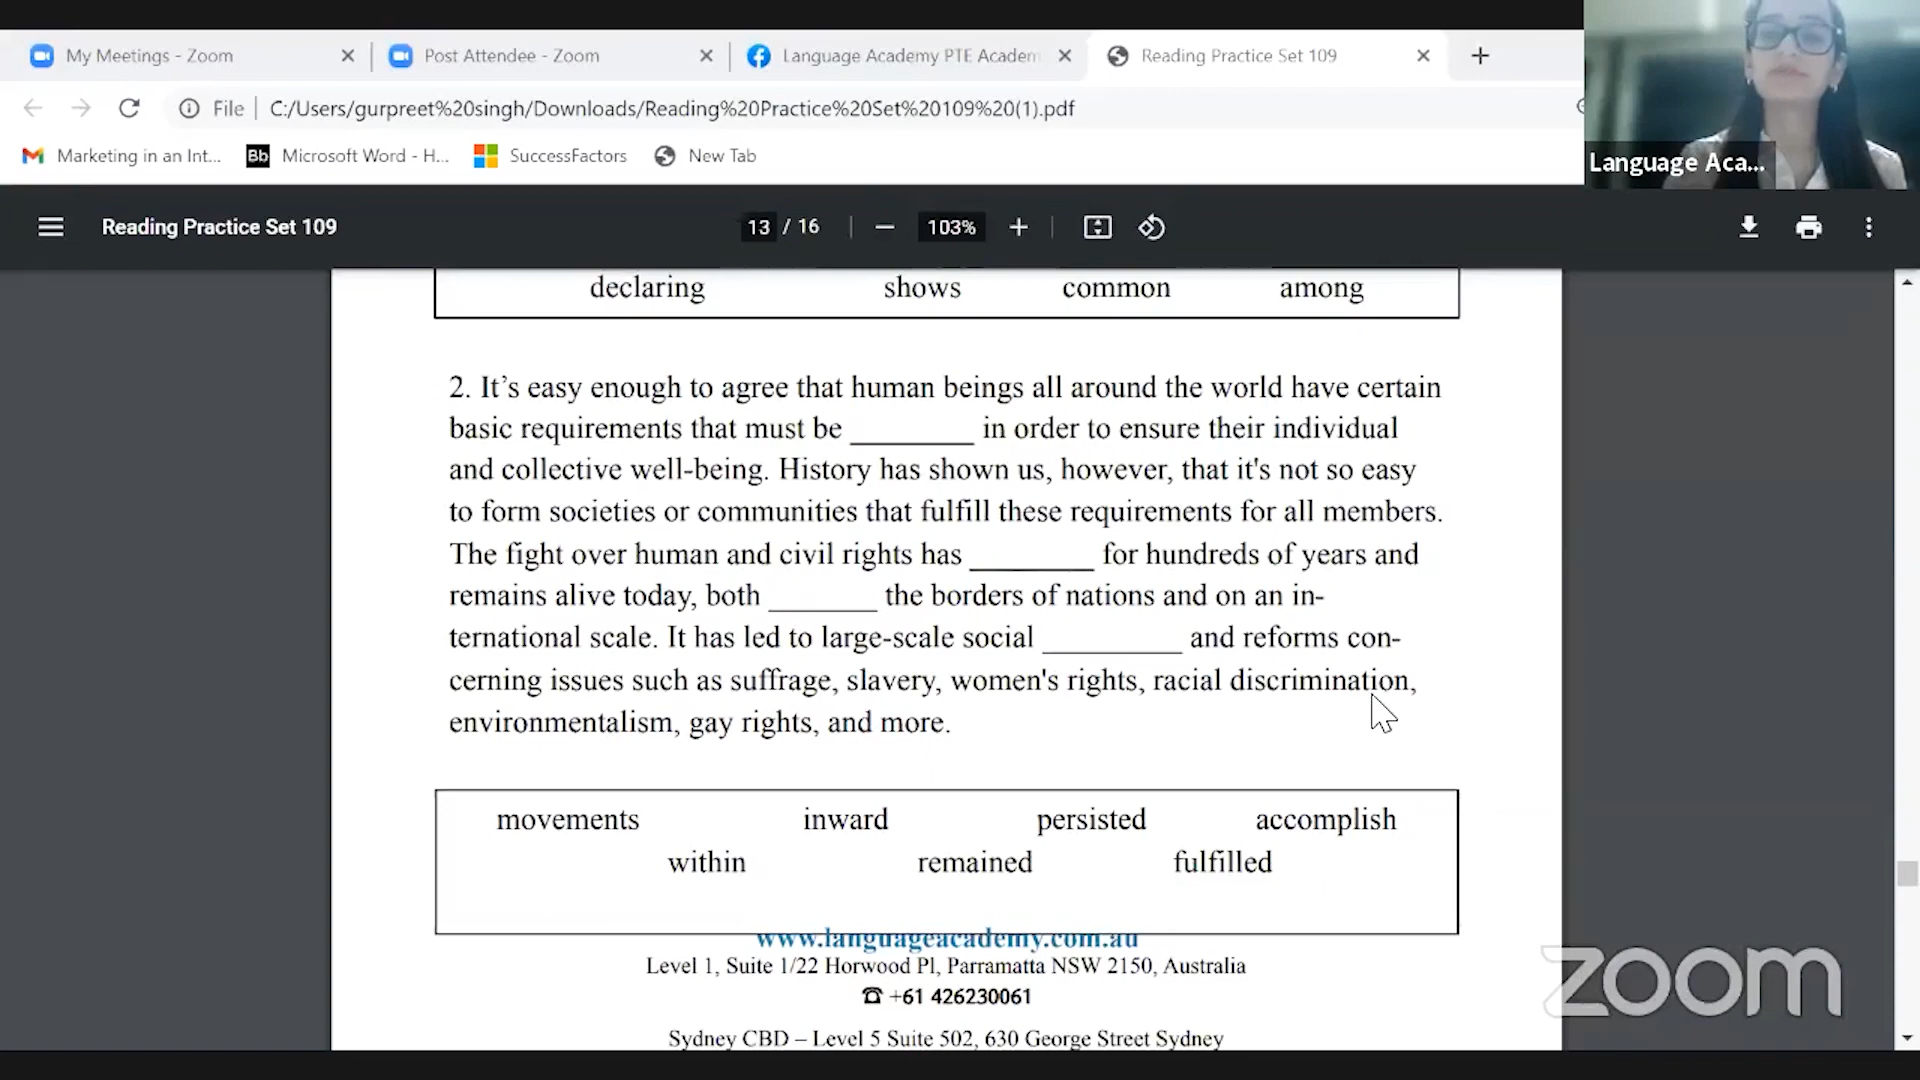 My Meetings - Zoom
Post Attendee - Zoom
Language Academy PTE Academ
Reading Practice Set 109
File
C:/Users/gurpreet%20singh/Downloads/Reading%20Practice%20Set%20109%20(1).pdf
Marketing in an Int...
Bb Microsoft Word - H...
SuccessFactors
New Tab
Language Aca...
Reading Practice Set 109
13 / 16
103%
declaring shows common among
2. It’s easy enough to agree that human beings all around the world have certain
basic requirements that must be ________ in order to ensure their individual
and collective well-being. History has shown us, however, that it's not so easy
to form societies or communities that fulfill these requirements for all members.
The fight over human and civil rights has ________ for hundreds of years and
remains alive today, both _______ the borders of nations and on an in-
ternational scale. It has led to large-scale social _________ and reforms con-
cerning issues such as suffrage, slavery, women's rights, racial discrimination,
environmentalism, gay rights, and more.
movements inward persisted accomplish
within remained fulfilled
www.languageacademy.com.au
Level 1, Suite 1/22 Horwood Pl, Parramatta NSW 2150, Australia
☎ +61 426230061
Sydney CBD – Level 5 Suite 502, 630 George Street Sydney
zoom